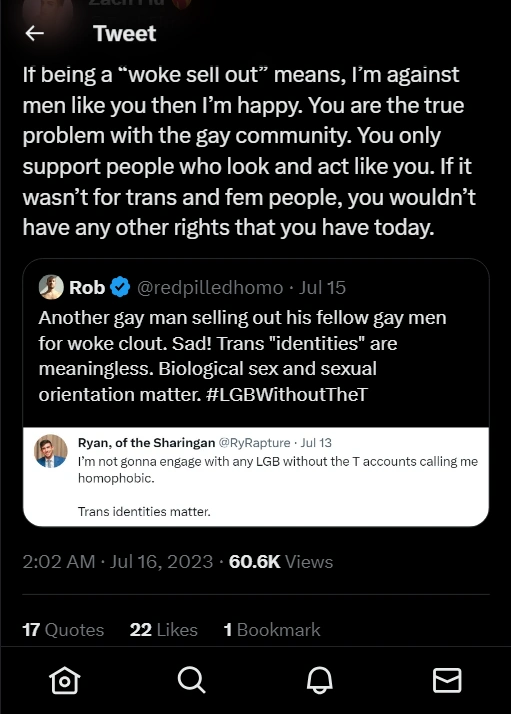 Tweet
If being a “woke sell out” means, I’m against
men like you then I’m happy. You are the true
problem with the gay community. You only
support people who look and act like you. If it
wasn’t for trans and fem people, you wouldn’t
have any other rights that you have today.
Rob @redpilledhomo · Jul 15
Another gay man selling out his fellow gay men
for woke clout. Sad! Trans "identities" are
meaningless. Biological sex and sexual
orientation matter. #LGBWithoutTheT
Ryan, of the Sharingan @RyRapture · Jul 13
I’m not gonna engage with any LGB without the T accounts calling me
homophobic.
Trans identities matter.
2:02 AM · Jul 16, 2023 · 60.6K Views
17 Quotes 22 Likes 1 Bookmark